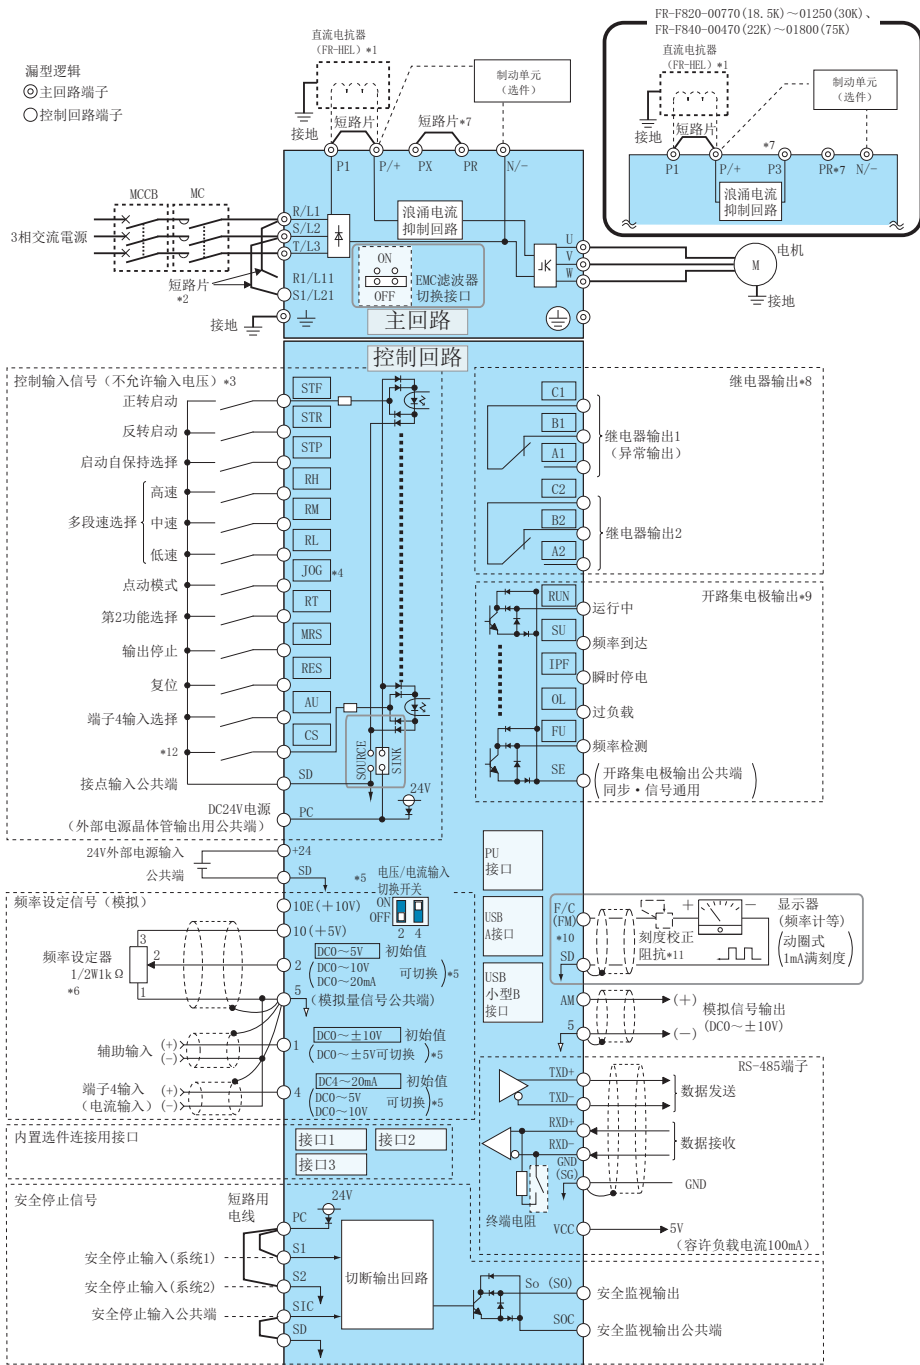 FR-F820-00770(18.5K)～01250(30K)、
FR-F840-00470(22K)～01800(75K)
直流电抗器
(FR-HEL) *1
制动单元
(选件)
接地
短路片
*7
P1
P/+
P3
PR*7
N/-
浪涌电流
抑制回路
漏型逻辑
主回路端子
控制回路端子
直流电抗器
(FR-HEL) *1
制动单元
(选件)
接地
短路片
短路片*7
P1
P/+
PX
PR
N/-
MCCB
MC
3相交流電源
R/L1
S/L2
T/L3
R1/L11
S1/L21
短路片
*2
接地
浪涌电流
抑制回路
ON
OFF
EMC滤波器
切换接口
主回路
U
V
W
M
电机
接地
控制回路
控制输入信号（不允许输入电压）*3
正转启动
STF
反转启动
STR
启动自保持选择
STP
多段速选择
高速
RH
中速
RM
低速
RL
点动模式
JOG
*4
第2功能选择
RT
输出停止
MRS
复位
RES
端子4输入选择
AU
*12
CS
接点输入公共端
SD
SOURCE
SINK
24V
DC24V电源
(外部电源晶体管输出用公共端)
PC
24V外部电源输入
+24
公共端
SD
继电器输出*8
C1
B1
A1
继电器输出1
(异常输出)
C2
B2
A2
继电器输出2
开路集电极输出*9
RUN
运行中
SU
频率到达
IPF
瞬时停电
OL
过负载
FU
频率检测
SE
开路集电极输出公共端
同步・信号通用
PU
接口
USB
A接口
USB
小型B
接口
频率设定信号（模拟）
*5
电压/电流输入
切换开关
ON
OFF
2 4
10E(+10V)
10(+5V)
频率设定器
1/2W1kΩ
*6
3
2
1
2
DC0～5V 初始值
DC0～10V
DC0～20mA
可切换
*5
5
(模拟量信号公共端)
辅助输入
(+)
(-)
1
DC0～±10V 初始值
DC0～±5V可切换
*5
端子4输入
(电流输入)
(+)
(-)
4
DC4～20mA 初始值
DC0～5V
DC0～10V
可切换
*5
F/C
(FM)
*10
SD
刻度校正
阻抗*11
+
-
显示器
(频率计等)
动圈式
1mA满刻度
AM
5
(+)
(-)
模拟信号输出
(DC0～±10V)
RS-485端子
TXD+
TXD-
数据发送
RXD+
RXD-
数据接收
GND
(SG)
GND
终端电阻
VCC
5V
(容许负载电流100mA)
内置选件连接用接口
接口1
接口2
接口3
安全停止信号
短路用
电线
PC
24V
安全停止输入(系统1)
S1
安全停止输入(系统2)
S2
安全停止输入公共端
SIC
SD
切断输出回路
So (SO)
安全监视输出
SOC
安全监视输出公共端